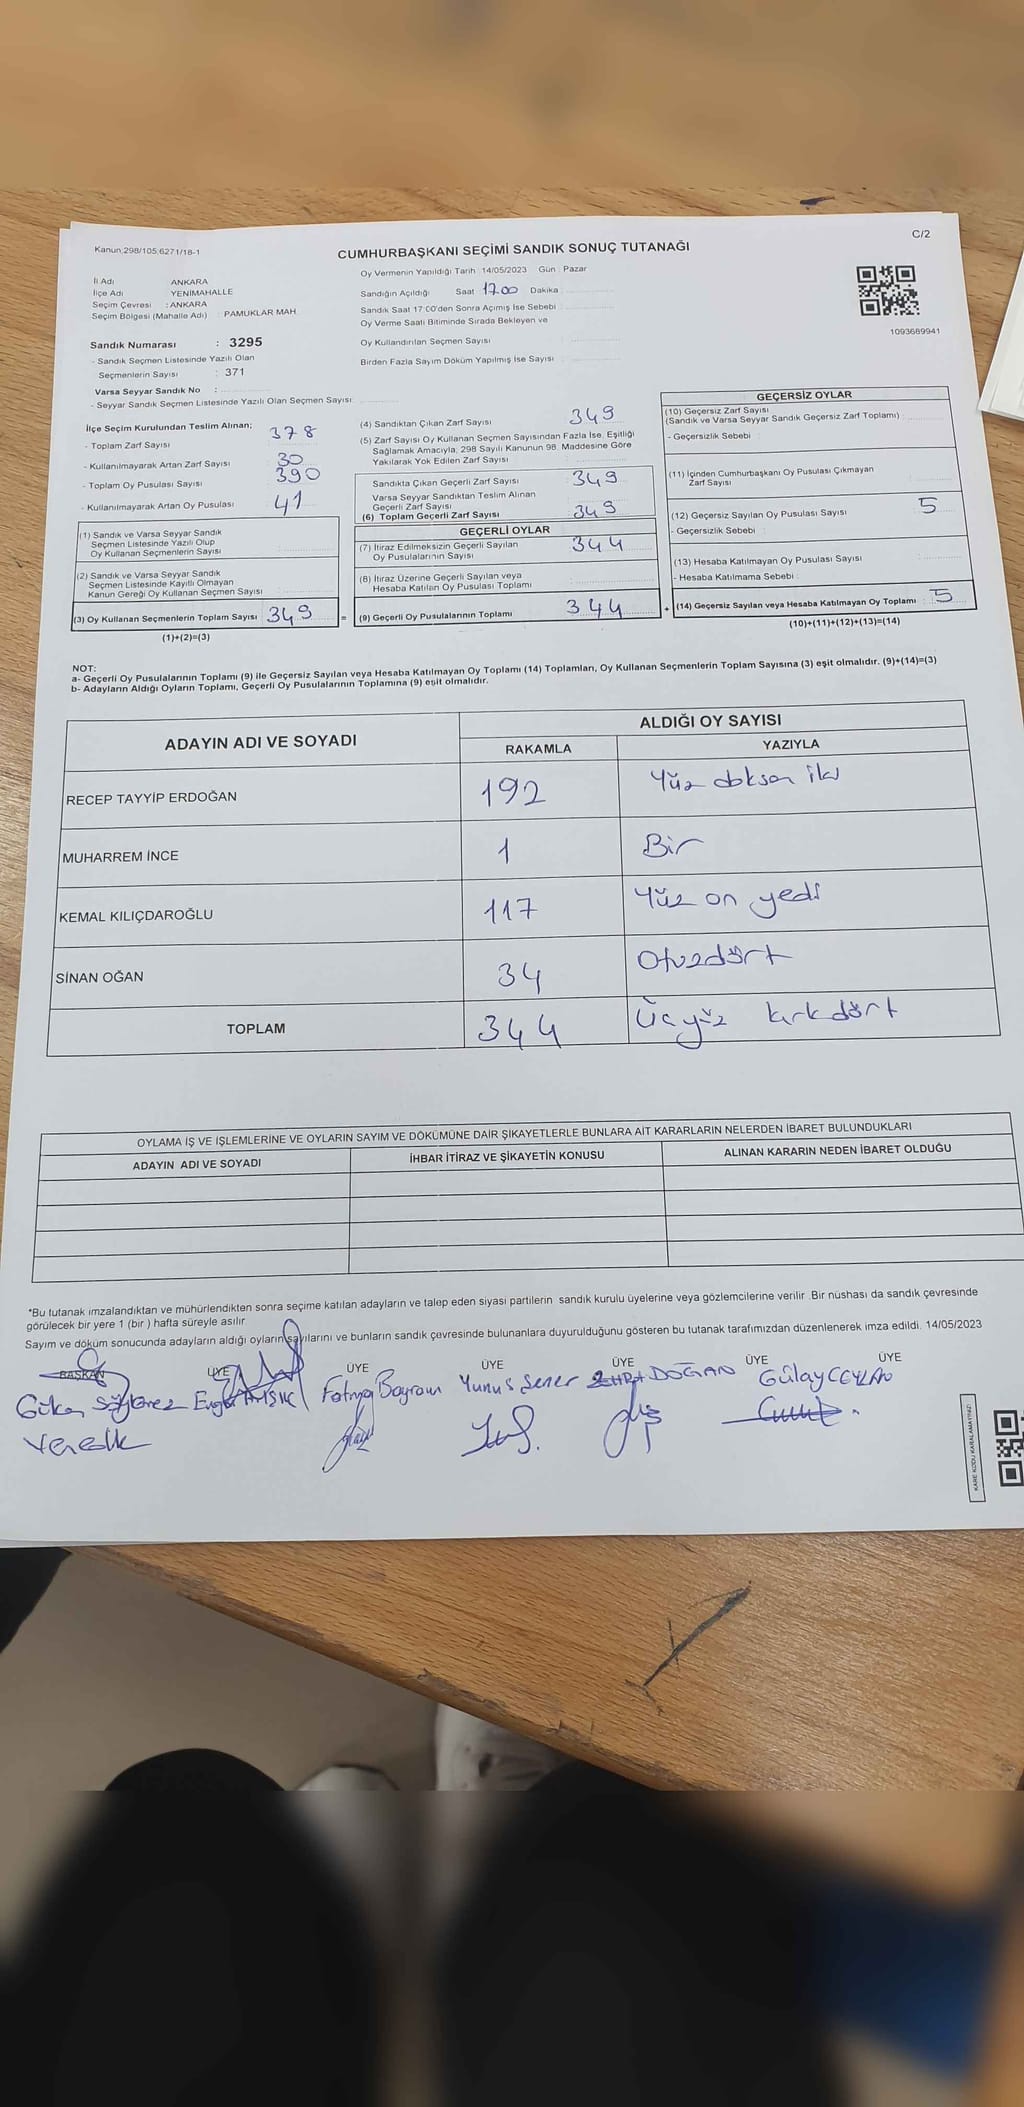 Kanun:298/105;6271/18-1
C/2
CUMHURBAŞKANI SEÇİMİ SANDIK SONUÇ TUTANAĞI
İl Adı ANKARA
İlçe Adı YENİMAHALLE
Seçim Çevresi : ANKARA
Seçim Bölgesi (Mahalle Adı) : PAMUKLAR MAH.
Sandık Numarası : 3295
- Sandık Seçmen Listesinde Yazılı Olan
Seçmenlerin Sayısı : 371
Varsa Seyyar Sandık No :
- Seyyar Sandık Seçmen Listesinde Yazılı Olan Seçmen Sayısı:
Oy Vermenin Yapıldığı Tarih 14/05/2023 Gün : Pazar
Sandığın Açıldığı Saat 17.00 Dakika
Sandık Saat 17:00'den Sonra Açımış İse Sebebi
Oy Verme Saati Bitiminde Sırada Bekleyen ve
Oy Kullandırılan Seçmen Sayısı
Birden Fazla Sayım Döküm Yapılmış İse Sayısı
1093689941
İlçe Seçim Kurulundan Teslim Alınan;
- Toplam Zarf Sayısı 378
- Kullanılmayarak Artan Zarf Sayısı 30
- Toplam Oy Pusulası Sayısı 390
- Kullanılmayarak Artan Oy Pusulası 41
(1) Sandık ve Varsa Seyyar Sandık
Seçmen Listesinde Yazılı Olup
Oy Kullanan Seçmenlerin Sayısı
(2) Sandık ve Varsa Seyyar Sandık
Seçmen Listesinde Kayıtlı Olmayan
Kanun Gereği Oy Kullanan Seçmen Sayısı
(3) Oy Kullanan Seçmenlerin Toplam Sayısı 349 =
(1)+(2)=(3)
(4) Sandıktan Çıkan Zarf Sayısı 349
(5) Zarf Sayısı Oy Kullanan Seçmen Sayısından Fazla İse, Eşitliği
Sağlamak Amacıyla; 298 Sayılı Kanunun 98. Maddesine Göre
Yakılarak Yok Edilen Zarf Sayısı
Sandıkta Çıkan Geçerli Zarf Sayısı 349
Varsa Seyyar Sandıktan Teslim Alınan
Geçerli Zarf Sayısı
(6) Toplam Geçerli Zarf Sayısı 349
GEÇERLİ OYLAR
(7) İtiraz Edilmeksizin Geçerli Sayılan
Oy Pusulalarının Sayısı 344
(8) İtiraz Üzerine Geçerli Sayılan veya
Hesaba Katılan Oy Pusulası Toplamı
(9) Geçerli Oy Pusulalarının Toplamı 344 +
GEÇERSİZ OYLAR
(10) Geçersiz Zarf Sayısı
(Sandık ve Varsa Seyyar Sandık Geçersiz Zarf Toplamı)
- Geçersizlik Sebebi :
(11) İçinden Cumhurbaşkanı Oy Pusulası Çıkmayan
Zarf Sayısı
(12) Geçersiz Sayılan Oy Pusulası Sayısı 5
- Geçersizlik Sebebi :
(13) Hesaba Katılmayan Oy Pusulası Sayısı
- Hesaba Katılmama Sebebi :
(14) Geçersiz Sayılan veya Hesaba Katılmayan Oy Toplamı : 5
(10)+(11)+(12)+(13)=(14)
NOT:
a- Geçerli Oy Pusulalarının Toplamı (9) ile Geçersiz Sayılan veya Hesaba Katılmayan Oy Toplamı (14) Toplamları, Oy Kullanan Seçmenlerin Toplam Sayısına (3) eşit olmalıdır. (9)+(14)=(3)
b- Adayların Aldığı Oyların Toplamı, Geçerli Oy Pusulalarının Toplamına (9) eşit olmalıdır.
ADAYIN ADI VE SOYADI ALDIĞI OY SAYISI
RAKAMLA YAZIYLA
RECEP TAYYİP ERDOĞAN 192 Yüz doksan iki
MUHARREM İNCE 1 Bir
KEMAL KILIÇDAROĞLU 117 Yüz on yedi
SİNAN OĞAN 34 Otuzdört
TOPLAM 344 Üçyüz kırkdört
OYLAMA İŞ VE İŞLEMLERİNE VE OYLARIN SAYIM VE DÖKÜMÜNE DAİR ŞİKAYETLERLE BUNLARA AİT KARARLARIN NELERDEN İBARET BULUNDUKLARI
ADAYIN ADI VE SOYADI İHBAR İTİRAZ VE ŞİKAYETİN KONUSU ALINAN KARARIN NEDEN İBARET OLDUĞU
*Bu tutanak imzalandıktan ve mühürlendikten sonra seçime katılan adayların ve talep eden siyasi partilerin sandık kurulu üyelerine veya gözlemcilerine verilir. Bir nüshası da sandık çevresinde
görülecek bir yere 1 (bir ) hafta süreyle asılır.
Sayım ve döküm sonucunda adayların aldığı oyların sayılarını ve bunların sandık çevresinde bulunanlara duyurulduğunu gösteren bu tutanak tarafımızdan düzenlenerek imza edildi. 14/05/2023
BAŞKAN ÜYE ÜYE ÜYE ÜYE ÜYE ÜYE
Fatma Bayram Yunus Şener DOĞAN Gülay CEYLAN
KARE KODU KARALAMAYINIZ!